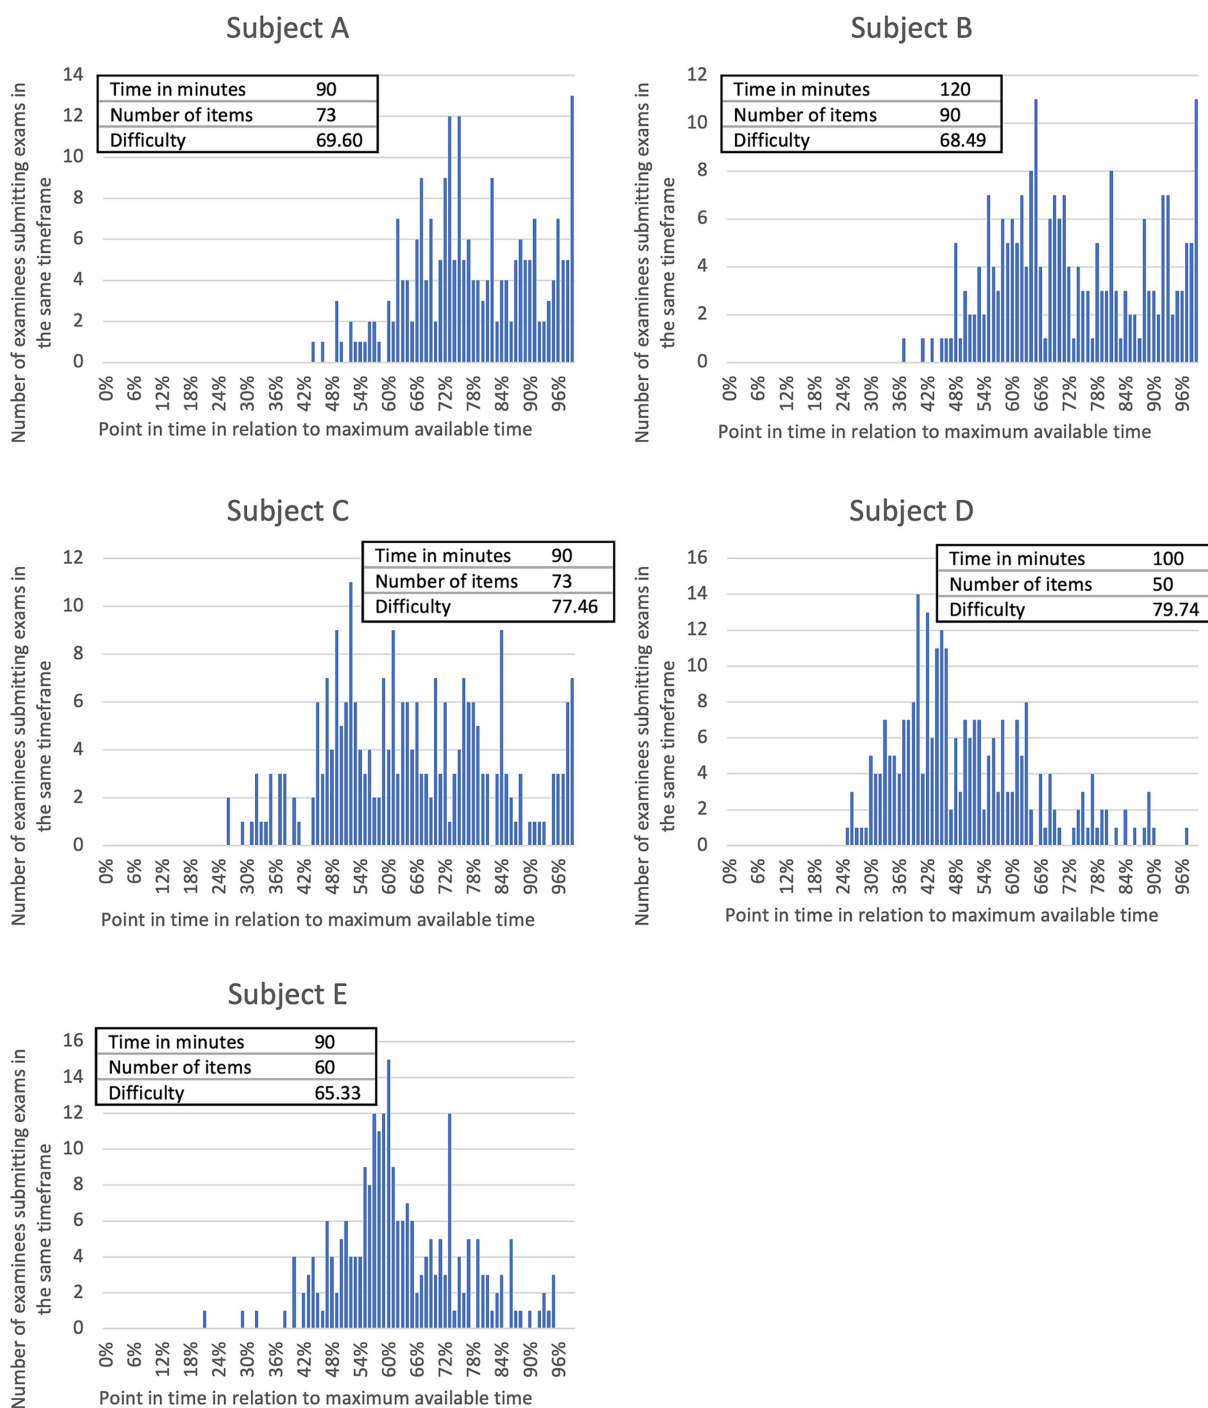 Subject A
Number of examinees submitting exams in
the same timeframe
14
12
10
8
6
4
2
0
Time in minutes 90
Number of items 73
Difficulty 69.60
0% 6% 12% 18% 24% 30% 36% 42% 48% 54% 60% 66% 72% 78% 84% 90% 96%
Point in time in relation to maximum available time
Subject B
Number of examinees submitting exams in
the same timeframe
12
10
8
6
4
2
0
Time in minutes 120
Number of items 90
Difficulty 68.49
0% 6% 12% 18% 24% 30% 36% 42% 48% 54% 60% 66% 72% 78% 84% 90% 96%
Point in time in relation to maximum available time
Subject C
Number of examinees submitting exams in
the same timeframe
12
10
8
6
4
2
0
Time in minutes 90
Number of items 73
Difficulty 77.46
0% 6% 12% 18% 24% 30% 36% 42% 48% 54% 60% 66% 72% 78% 84% 90% 96%
Point in time in relation to maximum available time
Subject D
Number of examinees submitting exams in
the same timeframe
16
14
12
10
8
6
4
2
0
Time in minutes 100
Number of items 50
Difficulty 79.74
0% 6% 12% 18% 24% 30% 36% 42% 48% 54% 60% 66% 72% 78% 84% 90% 96%
Point in time in relation to maximum available time
Subject E
Number of examinees submitting exams in
the same timeframe
16
14
12
10
8
6
4
2
0
Time in minutes 90
Number of items 60
Difficulty 65.33
0% 6% 12% 18% 24% 30% 36% 42% 48% 54% 60% 66% 72% 78% 84% 90% 96%
Point in time in relation to maximum available time